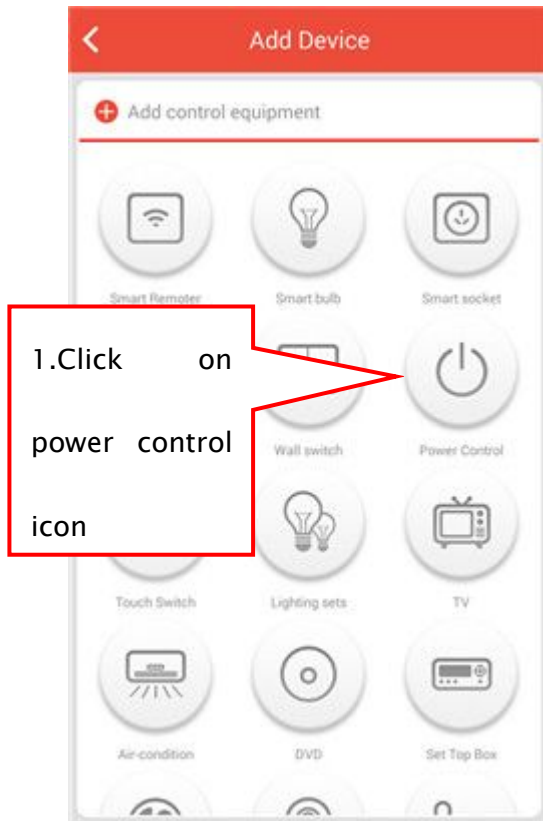 Add Device
Add control equipment
Smart Remoter
Smart bulb
Smart socket
1.Click on
power control
icon
Wall switch
Power Control
Touch Switch
Lighting sets
TV
Air-condition
DVD
Set Top Box